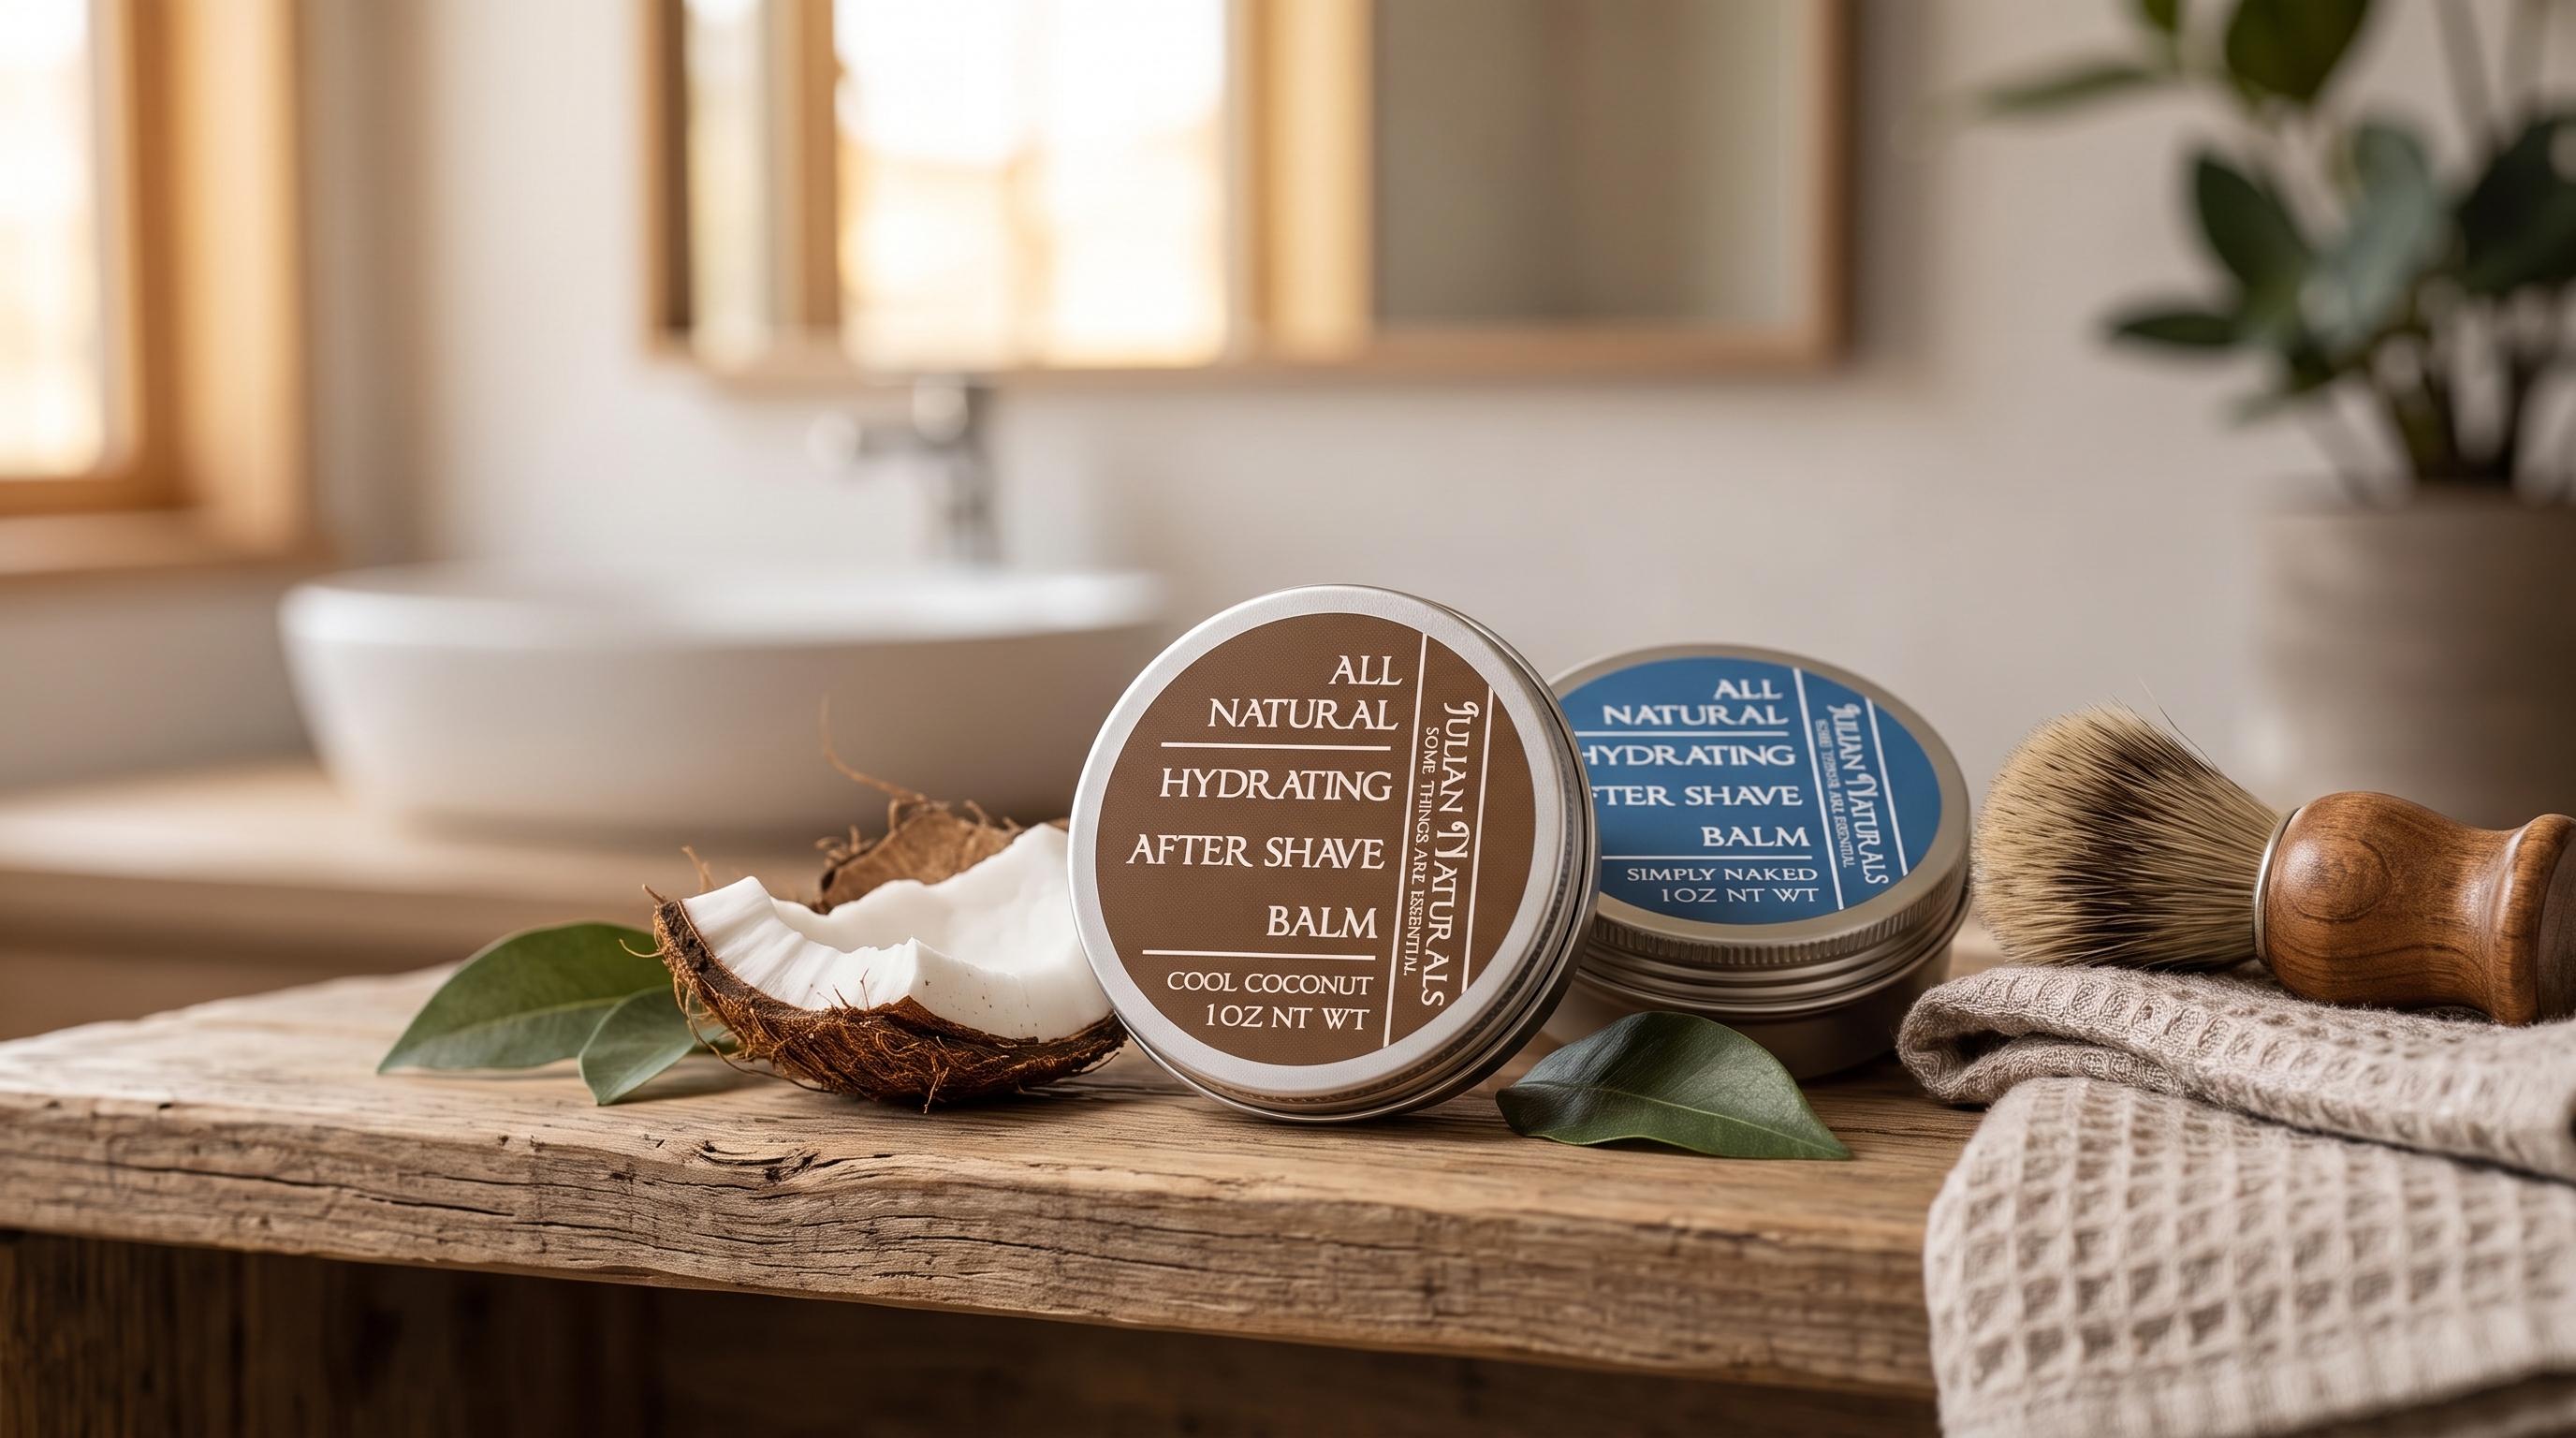 ALL
NATURAL
HYDRATING
AFTER SHAVE
BALM
COOL COCONUT
1OZ NT WT
JULIAN NATURALS
SOME THINGS ARE ESSENTIAL
ALL
NATURAL
HYDRATING
TER SHAVE
BALM
SIMPLY NAKED
1OZ NT WT
JULIAN NATURALS